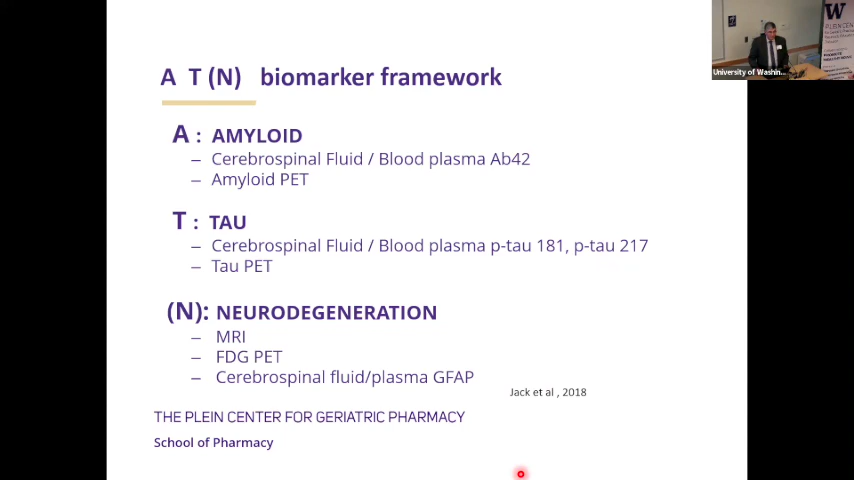 A T (N) biomarker framework
A : AMYLOID
– Cerebrospinal Fluid / Blood plasma Ab42
– Amyloid PET
T : TAU
– Cerebrospinal Fluid / Blood plasma p-tau 181, p-tau 217
– Tau PET
(N): NEURODEGENERATION
– MRI
– FDG PET
– Cerebrospinal fluid/plasma GFAP
Jack et al , 2018
THE PLEIN CENTER FOR GERIATRIC PHARMACY
School of Pharmacy
University of Washin...
W